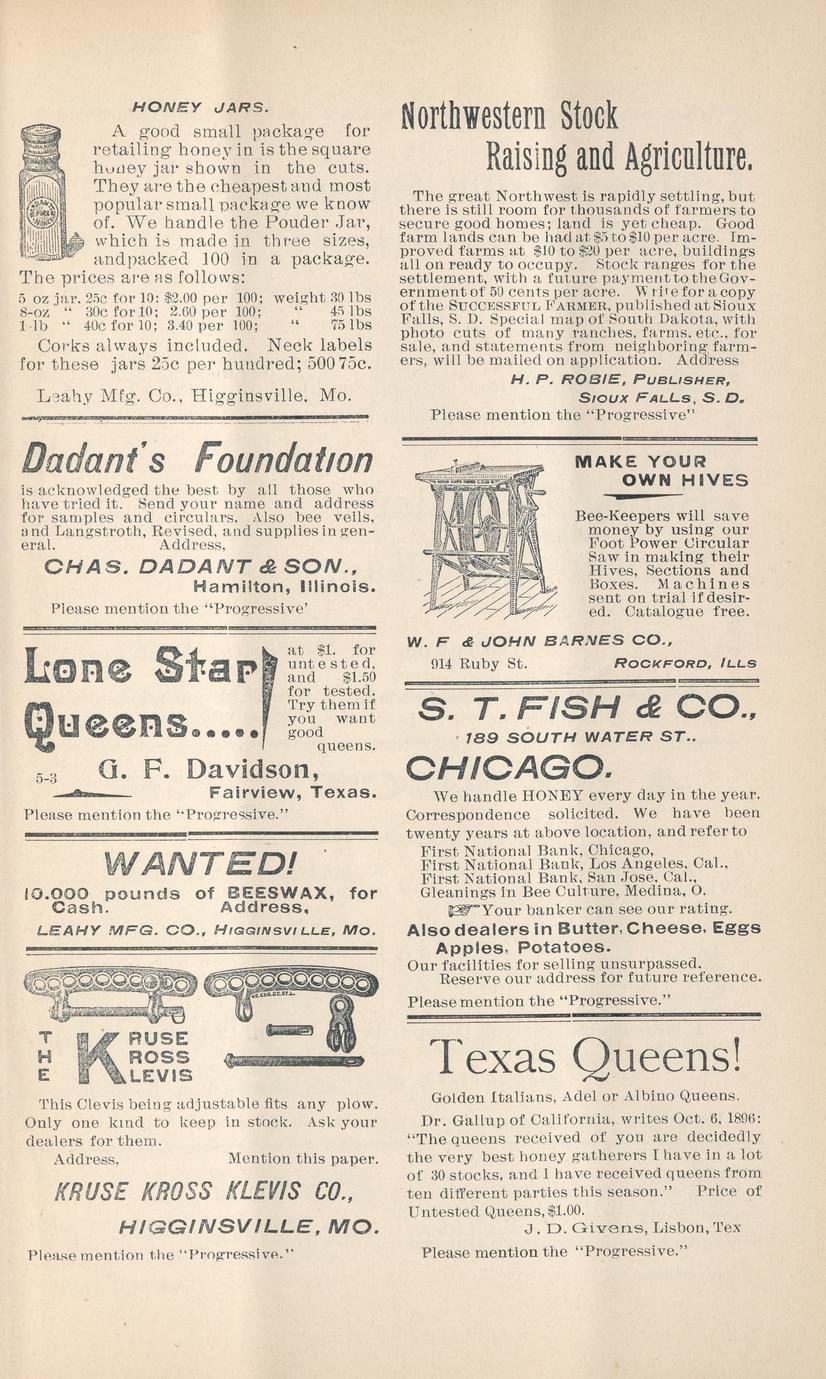 HONEY JARS.
A good small package for
retailing honey in is the square
honey jar shown in the cuts.
They are the cheapest and most
popular small package we know
of. We handle the Pouder Jar,
which is made in three sizes,
andpacked 100 in a package.
The prices are as follows:
5 oz jar. 25c for 10; $2.00 per 100; weight 30 lbs
8-oz “ 30c for 10; 2.60 per 100; “ 45 lbs
1-lb “ 40c for 10; 3.40 per 100; “ 75 lbs
Corks always included. Neck labels
for these jars 25c per hundred; 500 75c.
Leahy Mfg. Co., Higginsville, Mo.
Dadant's Foundation
is acknowledged the best by all those who
have tried it. Send your name and address
for samples and circulars. Also bee veils,
and Langstroth, Revised, and supplies in gen-
eral. Address,
CHAS. DADANT & SON.,
Hamilton, Illinois.
Please mention the “Progressive’
Lone Star
Queens.....
at $1. for
untested,
and $1.50
for tested.
Try them if
you want
good
queens.
5-3 G. F. Davidson,
Fairview, Texas.
Please mention the “Progressive.”
WANTED!
10.000 pounds of BEESWAX, for
Cash. Address,
LEAHY MFG. CO., HIGGINSVILLE, MO.
THE KRUSE
KROSS
KLEVIS
This Clevis being adjustable fits any plow.
Only one kind to keep in stock. Ask your
dealers for them.
Address, Mention this paper.
KRUSE KROSS KLEVIS CO.,
HIGGINSVILLE, MO.
Please mention the “Progressive.”
Northwestern Stock
Raising and Agriculture.
The great Northwest is rapidly settling, but
there is still room for thousands of farmers to
secure good homes; land is yet cheap. Good
farm lands can be had at $5 to $10 per acre. Im-
proved farms at $10 to $20 per acre, buildings
all on ready to occupy. Stock ranges for the
settlement, with a future payment to the Gov-
ernment of 50 cents per acre. Write for a copy
of the SUCCESSFUL FARMER, published at Sioux
Falls, S. D. Special map of South Dakota, with
photo cuts of many ranches, farms, etc., for
sale, and statements from neighboring farm-
ers, will be mailed on application. Address
H. P. ROBIE, PUBLISHER,
SIOUX FALLS, S. D.
Please mention the “Progressive”
MAKE YOUR
OWN HIVES
Bee-Keepers will save
money by using our
Foot Power Circular
Saw in making their
Hives, Sections and
Boxes. Machines
sent on trial if desir-
ed. Catalogue free.
W. F & JOHN BARNES CO.,
914 Ruby St. ROCKFORD, ILLS
S. T. FISH & CO.,
189 SOUTH WATER ST..
CHICAGO.
We handle HONEY every day in the year.
Correspondence solicited. We have been
twenty years at above location, and refer to
First National Bank, Chicago,
First National Bank, Los Angeles, Cal.,
First National Bank, San Jose, Cal.,
Gleanings in Bee Culture, Medina, O.
☞Your banker can see our rating.
Also dealers in Butter, Cheese, Eggs
Apples, Potatoes.
Our facilities for selling unsurpassed.
Reserve our address for future reference.
Please mention the “Progressive.”
Texas Queens!
Golden Italians, Adel or Albino Queens.
Dr. Gallup of California, writes Oct. 6, 1896:
“The queens received of you are decidedly
the very best honey gatherers I have in a lot
of 30 stocks, and I have received queens from
ten different parties this season.” Price of
Untested Queens, $1.00.
J. D. Givens, Lisbon, Tex
Please mention the “Progressive.”